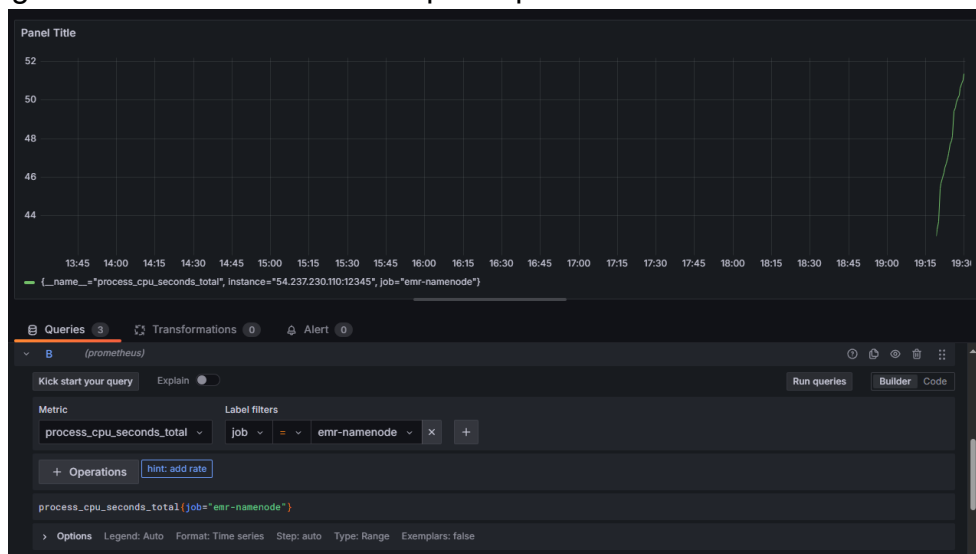 Panel Title
52
50
48
46
44
13:45 14:00 14:15 14:30 14:45 15:00 15:15 15:30 15:45 16:00 16:15 16:30 16:45 17:00 17:15 17:30 17:45 18:00 18:15 18:30 18:45 19:00 19:15 19:3
{__name__="process_cpu_seconds_total", instance="54.237.230.110:12345", job="emr-namenode"}
Queries 3 Transformations 0 Alert 0
B (prometheus)
Kick start your query Explain Run queries Builder Code
Metric Label filters
process_cpu_seconds_total job = emr-namenode
+ Operations hint: add rate
process_cpu_seconds_total{job="emr-namenode"}
Options Legend: Auto Format: Time series Step: auto Type: Range Exemplars: false